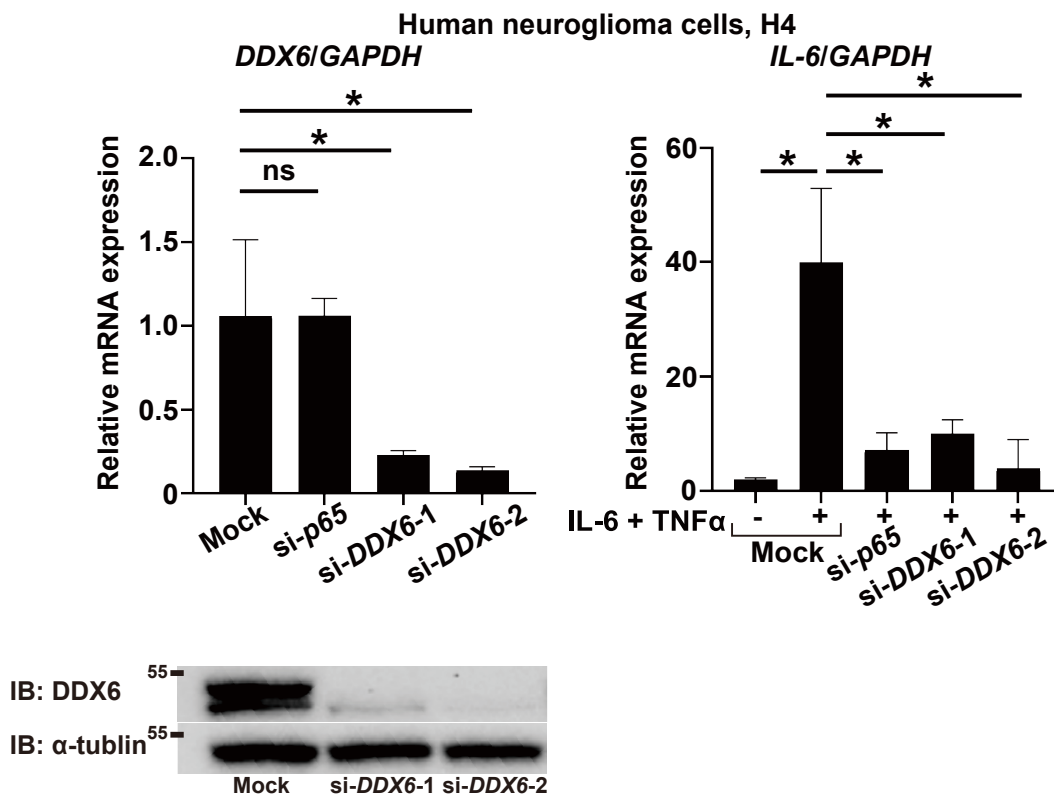 Human neuroglioma cells, H4
DDX6/GAPDH
*
*
ns
Relative mRNA expression
2.0
1.5
1.0
0.5
0
Mock
si-p65
si-DDX6-1
si-DDX6-2
IL-6/GAPDH
*
*
* *
Relative mRNA expression
60
40
20
0
IL-6 + TNFα - + + + +
Mock
si-p65
si-DDX6-1
si-DDX6-2
55
IB: DDX6
55
IB: α-tublin
Mock si-DDX6-1 si-DDX6-2